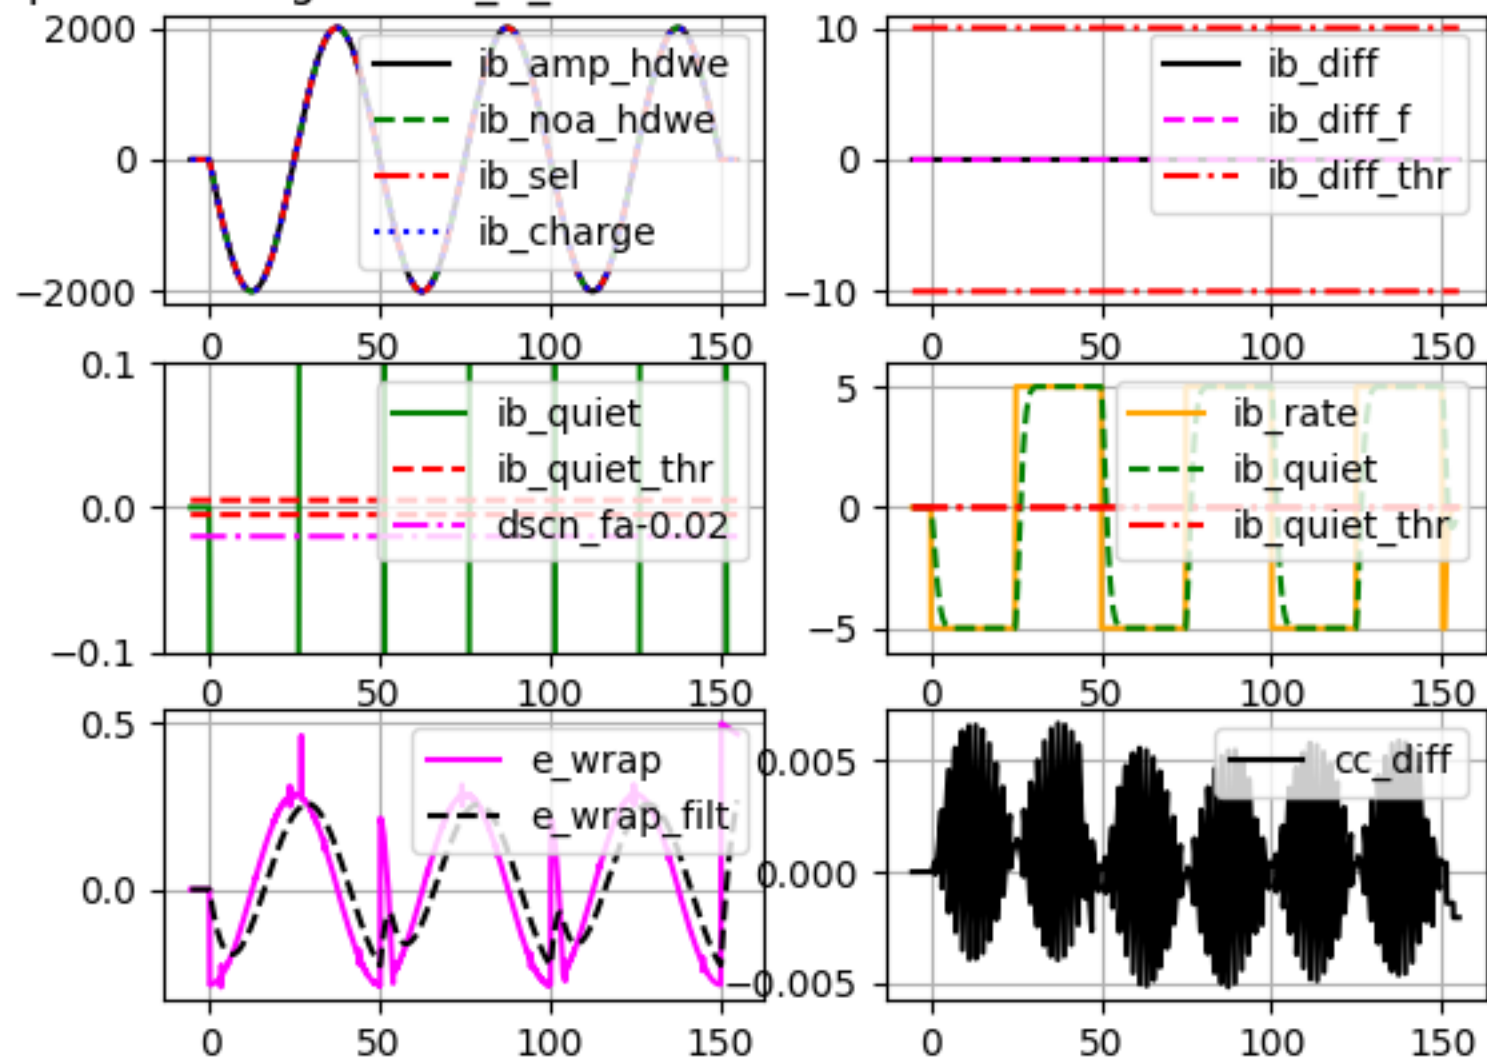 2000
0
−2000
0
50
100
150
ib_amp_hdwe
ib_noa_hdwe
ib_sel
ib_charge
10
0
−10
0
50
100
150
ib_diff
ib_diff_f
ib_diff_thr
0.1
0.0
−0.1
0
50
100
150
ib_quiet
ib_quiet_thr
dscn_fa-0.02
5
0
−5
0
50
100
150
ib_rate
ib_quiet
ib_quiet_thr
0.5
0.0
0
50
100
150
e_wrap
e_wrap_filt
0.005
0.000
−0.005
0
50
100
150
cc_diff